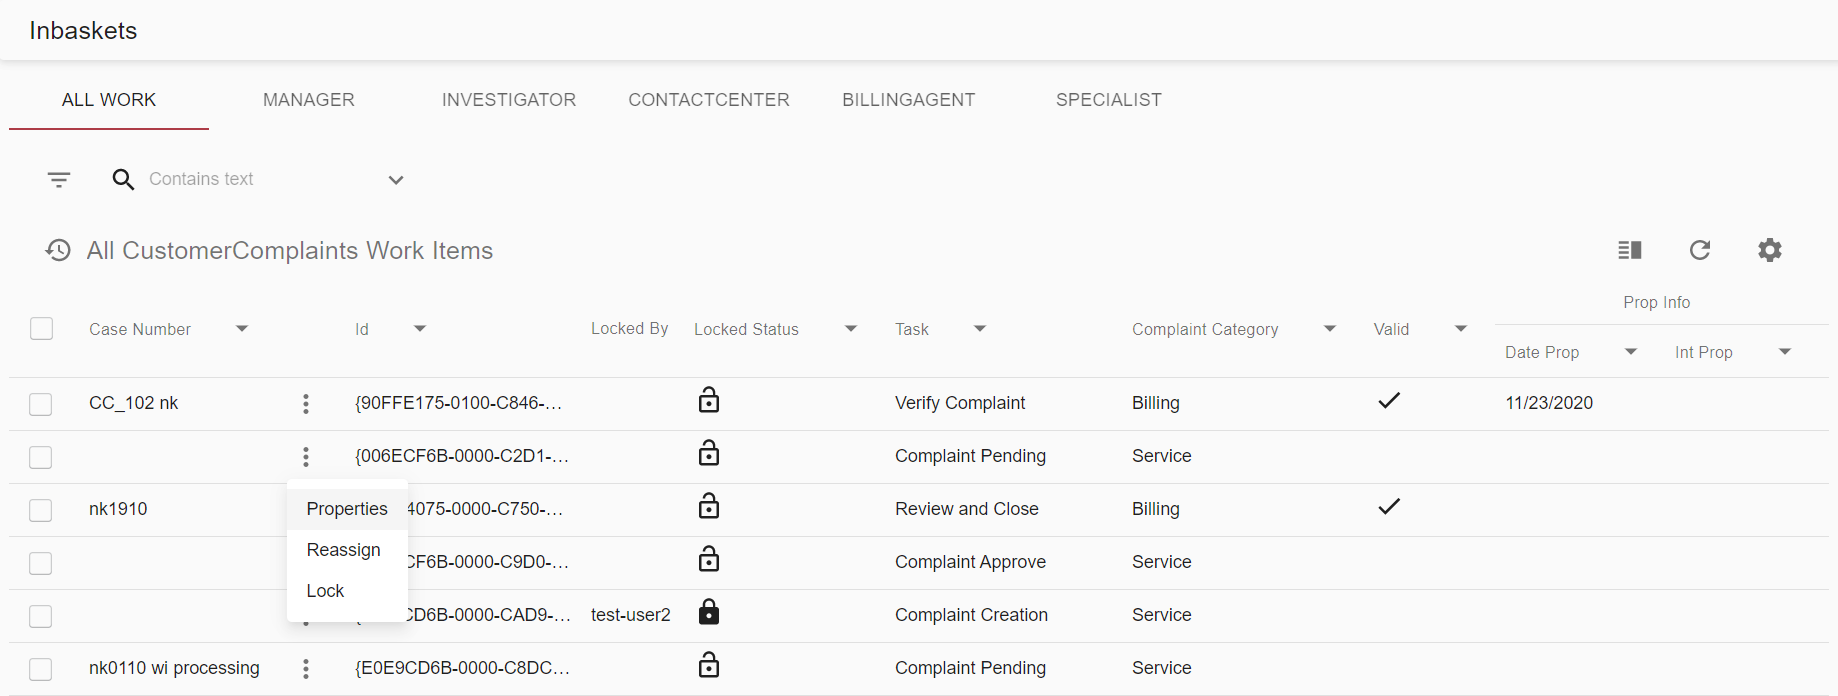 Inbaskets
ALL WORK MANAGER INVESTIGATOR CONTACTCENTER BILLINGAGENT SPECIALIST
Contains text
All CustomerComplaints Work Items
Prop Info
Case Number Id Locked By Locked Status Task Complaint Category Valid
Date Prop Int Prop
CC_102 nk {90FFE175-0100-C846-... Verify Complaint Billing 11/23/2020
{006ECF6B-0000-C2D1-... Complaint Pending Service
nk1910 Properties 4075-0000-C750-... Review and Close Billing
Reassign
CF6B-0000-C9D0-... Complaint Approve Service
Lock
CD6B-0000-CAD9-... test-user2 Complaint Creation Service
nk0110 wi processing {E0E9CD6B-0000-C8DC... Complaint Pending Service